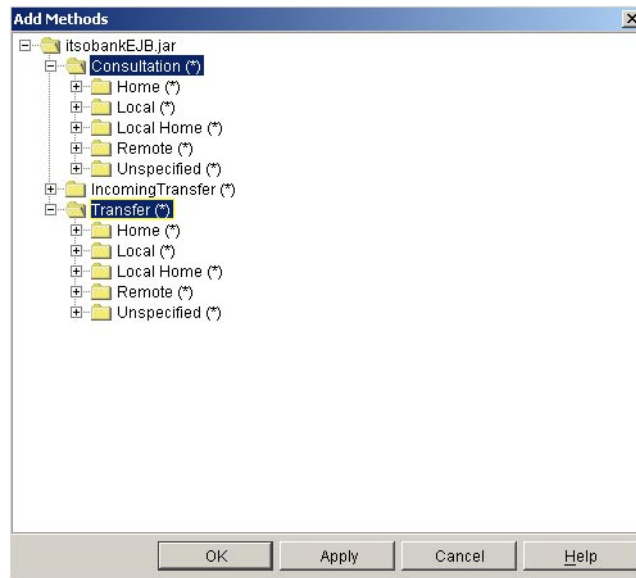 Add Methods
itsobankEJB.jar
Consultation (*)
Home (*)
Local (*)
Local Home (*)
Remote (*)
Unspecified (*)
IncomingTransfer (*)
Transfer (*)
Home (*)
Local (*)
Local Home (*)
Remote (*)
Unspecified (*)
OK Apply Cancel Help